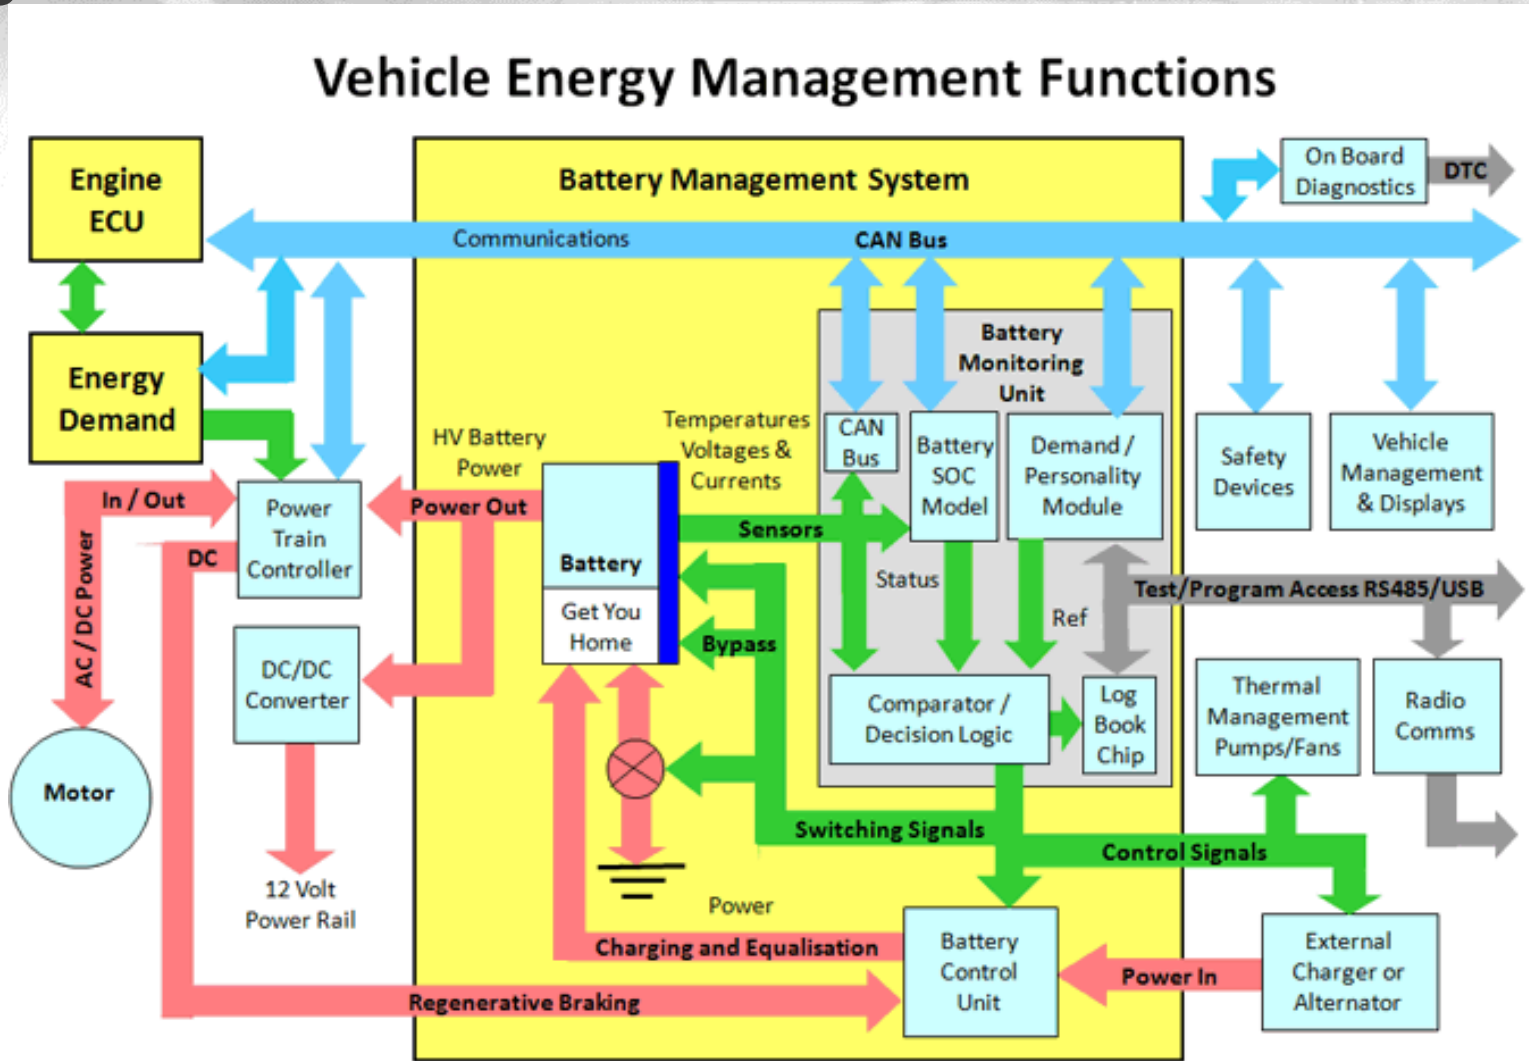 Vehicle Energy Management Functions
Engine
ECU
Battery Management System
On Board
Diagnostics
DTC
Communications
CAN Bus
Energy
Demand
Battery
Monitoring
Unit
HV Battery
Power
Temperatures
Voltages &
Currents
CAN
Bus
Battery
SOC
Model
Demand /
Personality
Module
Safety
Devices
Vehicle
Management
& Displays
In / Out
Power
Train
Controller
Power Out
Sensors
DC
AC / DC Power
Battery
Get You
Home
Status
Ref
Test/Program Access RS485/USB
Bypass
DC/DC
Converter
Comparator /
Decision Logic
Log
Book
Chip
Thermal
Management
Pumps/Fans
Radio
Comms
Motor
Switching Signals
Control Signals
12 Volt
Power Rail
Power
Charging and Equalisation
Battery
Control
Unit
Power In
External
Charger or
Alternator
Regenerative Braking